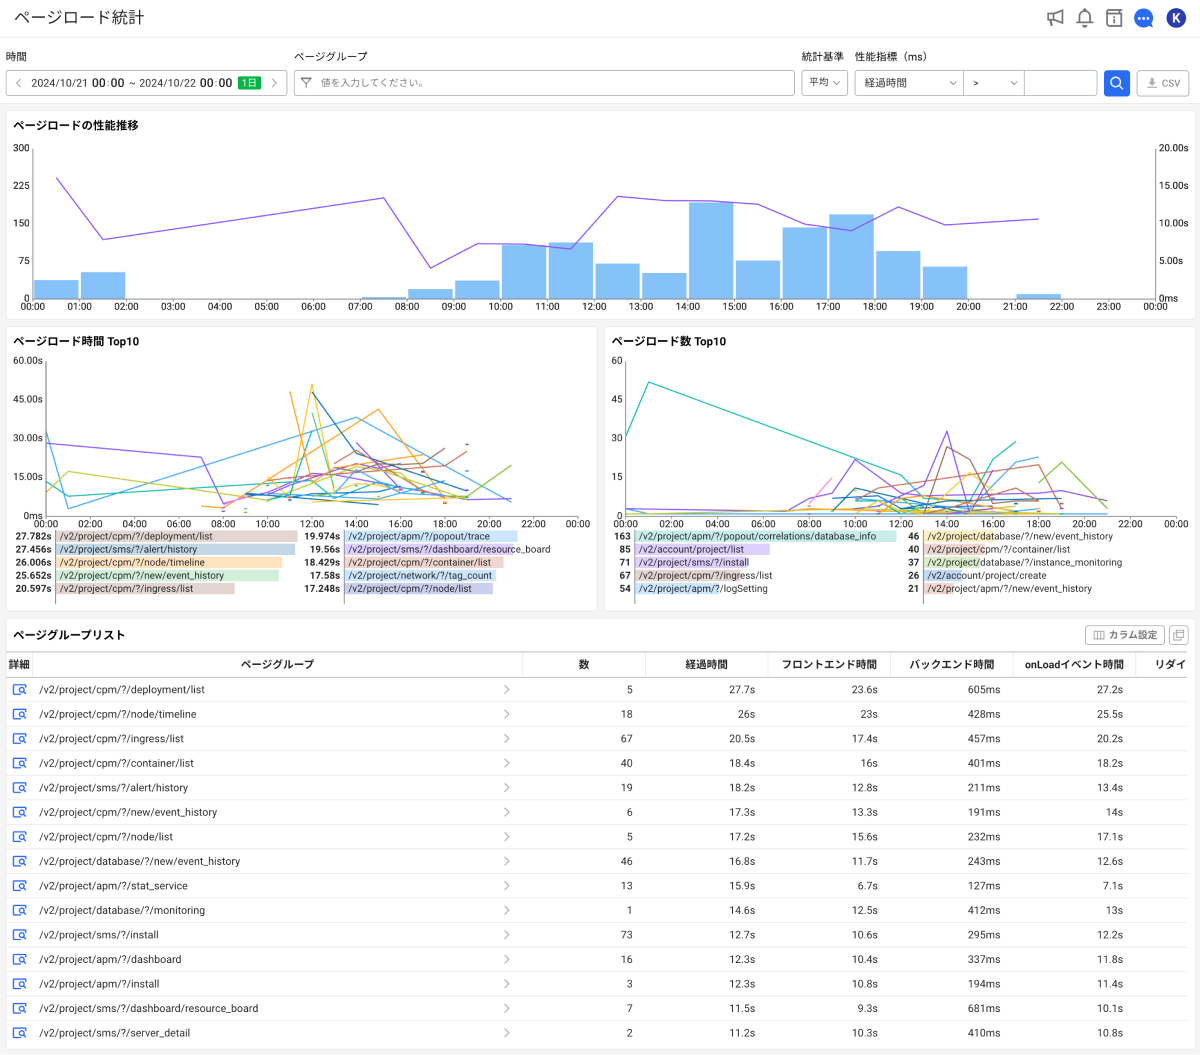 ページロード統計
K
時間
ページグループ
統計基準
性能指標（ms）
2024/10/21 00:00 ~ 2024/10/22 00:00 1日
値を入力してください。
平均
経過時間
>
CSV
ページロードの性能推移
300
225
150
75
0
20.00s
15.00s
10.00s
5.00s
0ms
00:00 01:00 02:00 03:00 04:00 05:00 06:00 07:00 08:00 09:00 10:00 11:00 12:00 13:00 14:00 15:00 16:00 17:00 18:00 19:00 20:00 21:00 22:00 23:00 00:00
ページロード時間 Top10
60.00s
45.00s
30.00s
15.00s
0ms
00:00 02:00 04:00 06:00 08:00 10:00 12:00 14:00 16:00 18:00 20:00 22:00 00:00
27.782s /v2/project/cpm/?/deployment/list
27.456s /v2/project/sms/?/alert/history
26.006s /v2/project/cpm/?/node/timeline
25.652s /v2/project/cpm/?/new/event_history
20.597s /v2/project/cpm/?/ingress/list
19.974s /v2/project/apm/?/popout/trace
19.56s /v2/project/sms/?/dashboard/resource_board
18.429s /v2/project/cpm/?/container/list
17.58s /v2/project/network/?/tag_count
17.248s /v2/project/cpm/?/node/list
ページロード数 Top10
60
45
30
15
0
00:00 02:00 04:00 06:00 08:00 10:00 12:00 14:00 16:00 18:00 20:00 22:00 00:00
163 /v2/project/apm/?/popout/correlations/database_info
85 /v2/account/project/list
71 /v2/project/sms/?/install
67 /v2/project/cpm/?/ingress/list
54 /v2/project/apm/?/logSetting
46 /v2/project/database/?/new/event_history
40 /v2/project/cpm/?/container/list
37 /v2/project/database/?/instance_monitoring
26 /v2/account/project/create
21 /v2/project/apm/?/new/event_history
ページグループリスト
カラム設定
詳細 ページグループ 数 経過時間 フロントエンド時間 バックエンド時間 onLoadイベント時間 リダイ
/v2/project/cpm/?/deployment/list 5 27.7s 23.6s 605ms 27.2s
/v2/project/cpm/?/node/timeline 18 26s 23s 428ms 25.5s
/v2/project/cpm/?/ingress/list 67 20.5s 17.4s 457ms 20.2s
/v2/project/cpm/?/container/list 40 18.4s 16s 401ms 18.2s
/v2/project/sms/?/alert/history 19 18.2s 12.8s 211ms 13.4s
/v2/project/cpm/?/new/event_history 6 17.3s 13.3s 191ms 14s
/v2/project/cpm/?/node/list 5 17.2s 15.6s 232ms 17.1s
/v2/project/database/?/new/event_history 46 16.8s 11.7s 243ms 12.6s
/v2/project/apm/?/stat_service 13 15.9s 6.7s 127ms 7.1s
/v2/project/database/?/monitoring 1 14.6s 12.5s 412ms 13s
/v2/project/sms/?/install 73 12.7s 10.6s 295ms 12.2s
/v2/project/apm/?/dashboard 16 12.3s 10.4s 337ms 11.8s
/v2/project/apm/?/install 3 12.3s 10.8s 194ms 11.4s
/v2/project/sms/?/dashboard/resource_board 7 11.5s 9.3s 681ms 10.1s
/v2/project/sms/?/server_detail 2 11.2s 10.3s 410ms 10.8s